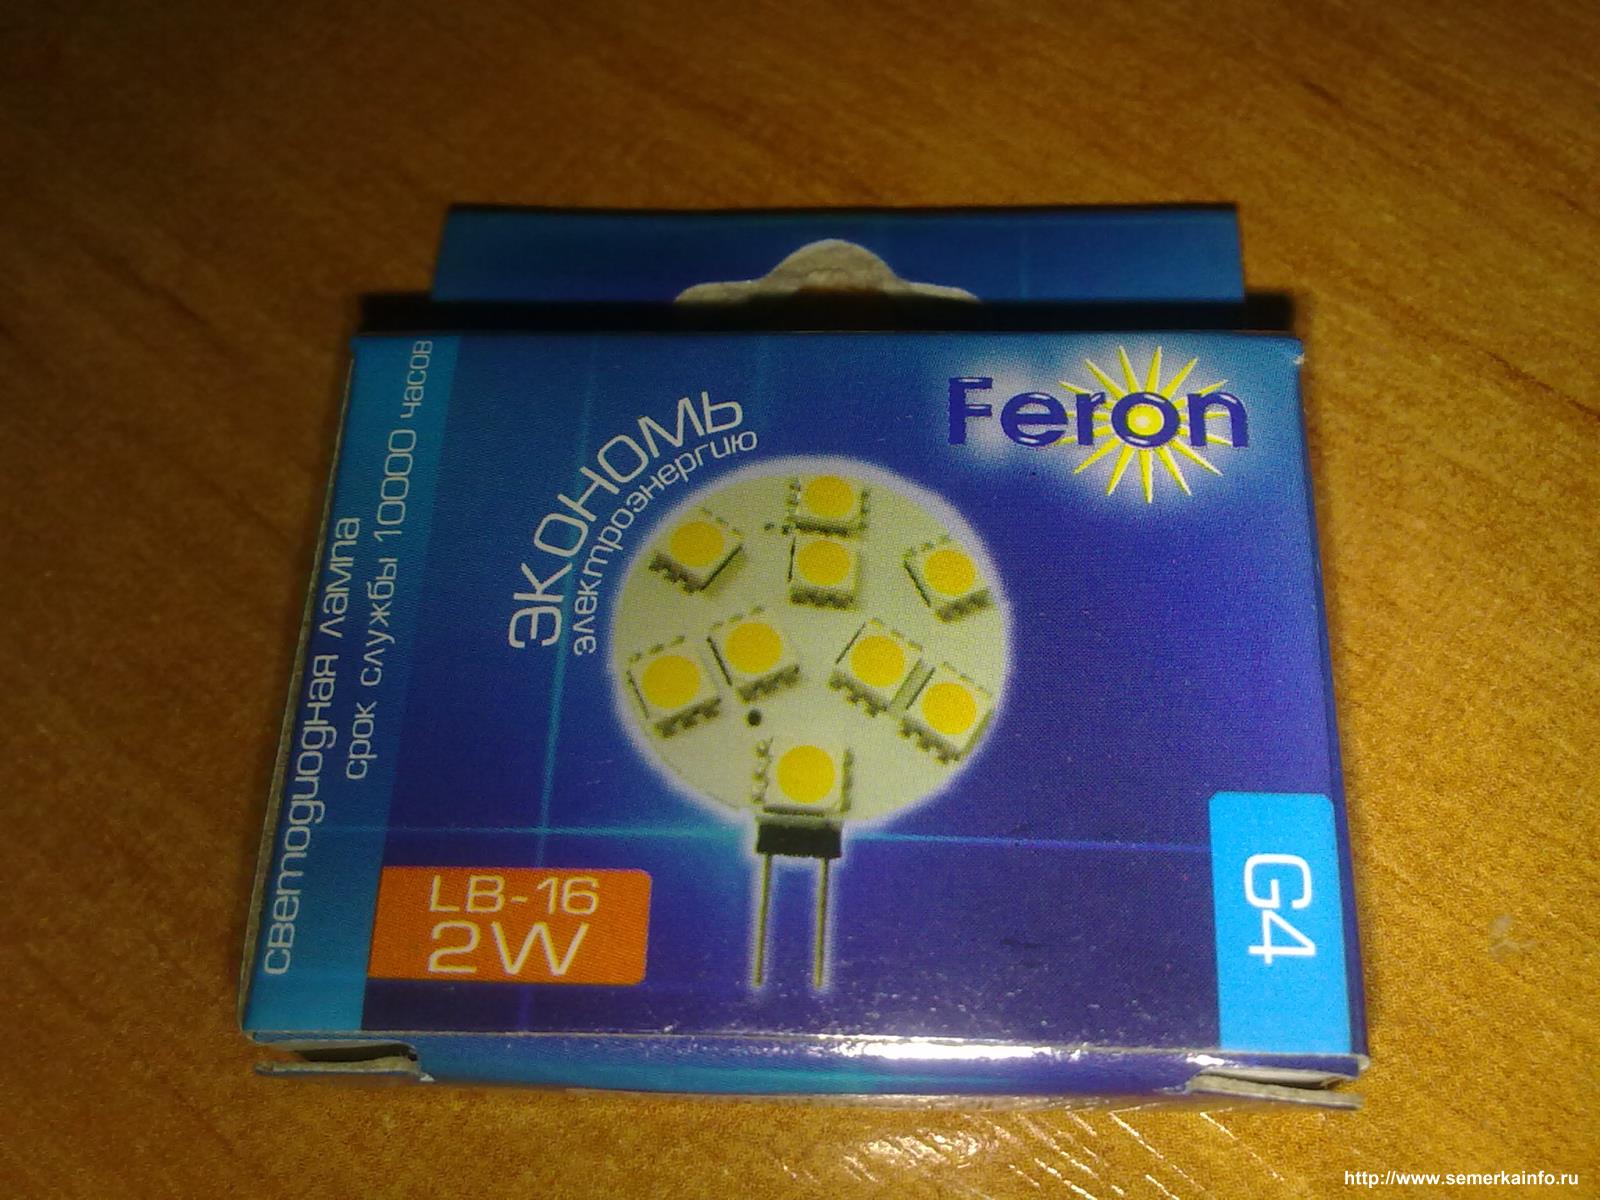 Feron
ЭКОНОМЬ
электроэнергию
светодиодная лампа
срок службы 10000 часов
LB-16
2W
G4
http://www.semerkainfo.ru